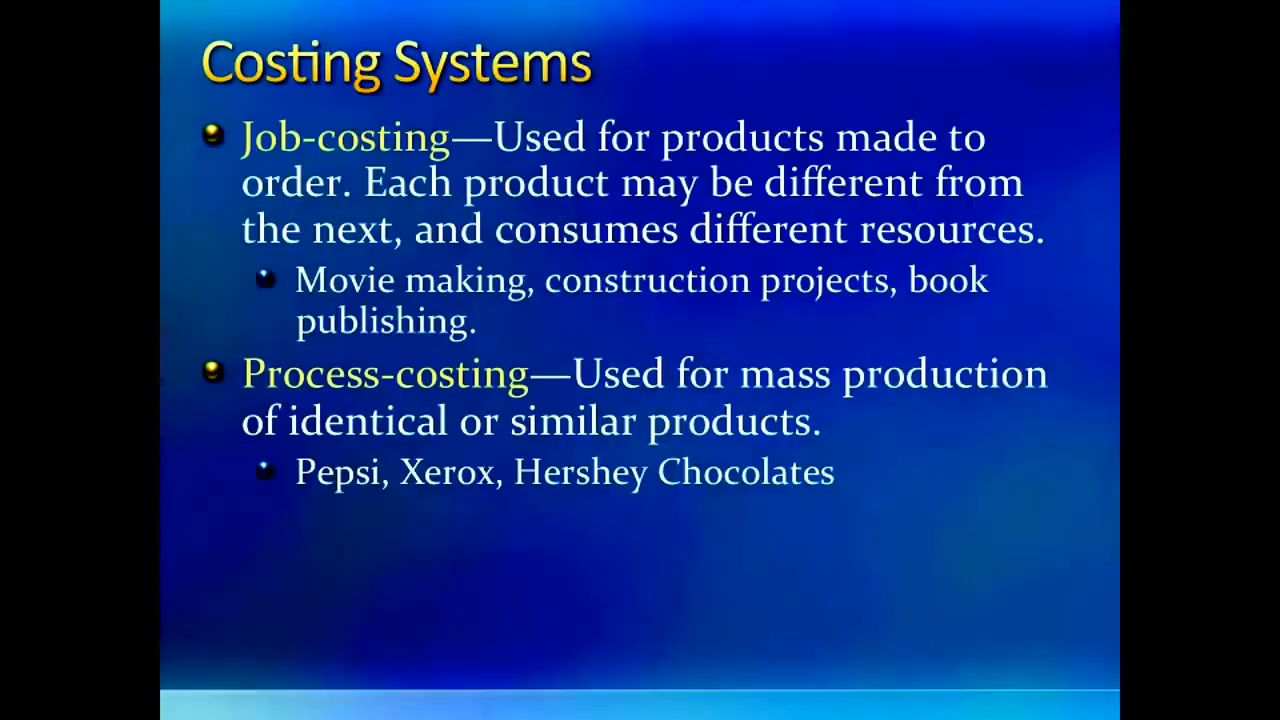 Costing Systems
Job-costing—Used for products made to
order. Each product may be different from
the next, and consumes different resources.
Movie making, construction projects, book
publishing.
Process-costing—Used for mass production
of identical or similar products.
Pepsi, Xerox, Hershey Chocolates